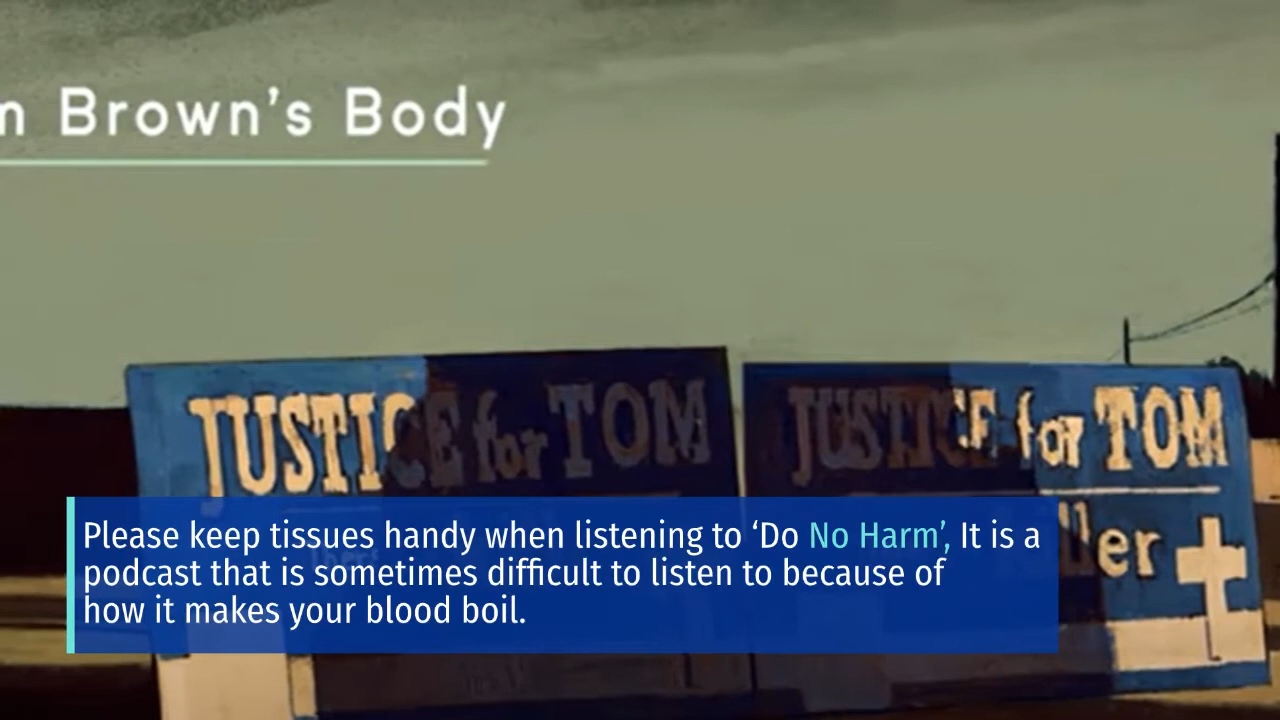 m Brown's Body
JUSTICE for TOM
JUSTICE for TOM
Please keep tissues handy when listening to ‘Do No Harm’, It is a
podcast that is sometimes difficult to listen to because of
how it makes your blood boil.